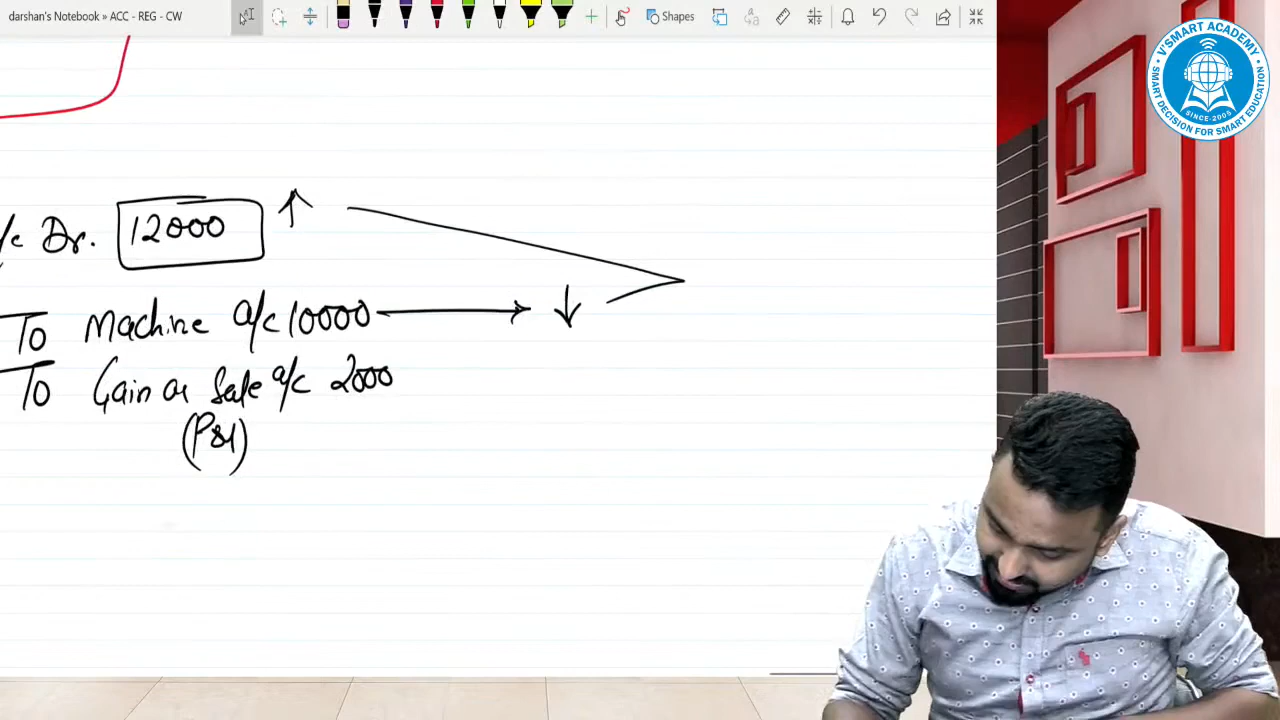 darshan's Notebook » ACC - REG - CW
Shapes
V'SMART ACADEMY
SMART DECISION FOR SMART EDUCATION
SINCE-2005
/c Dr. 12000 ↑
To Machine a/c 10000 → ↓
To Gain on Sale a/c 2000
(P&l)